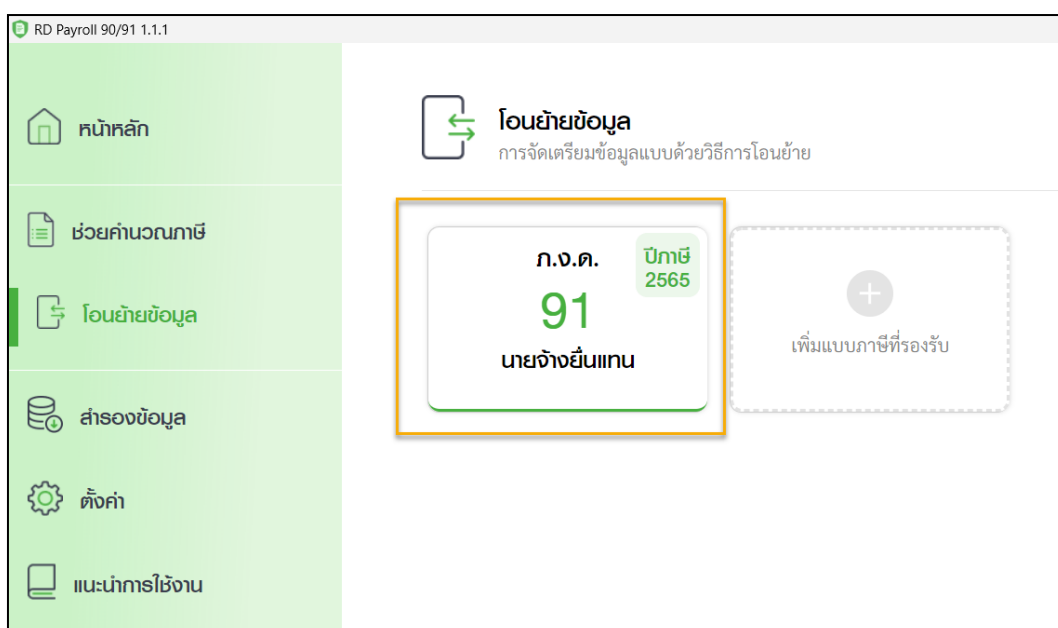 RD Payroll 90/91 1.1.1
หน้าหลัก
ช่วยคำนวณภาษี
โอนย้ายข้อมูล
สำรองข้อมูล
ตั้งค่า
แนะนำการใช้งาน
โอนย้ายข้อมูล
การจัดเตรียมข้อมูลแบบด้วยวิธีการโอนย้าย
ภ.ง.ด.
91
นายจ้างยื่นแทน
ปีภาษี
2565
เพิ่มแบบภาษีที่รองรับ